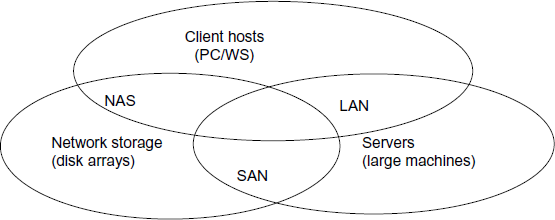 Client hosts
(PC/WS)
NAS
LAN
Network storage
(disk arrays)
Servers
(large machines)
SAN